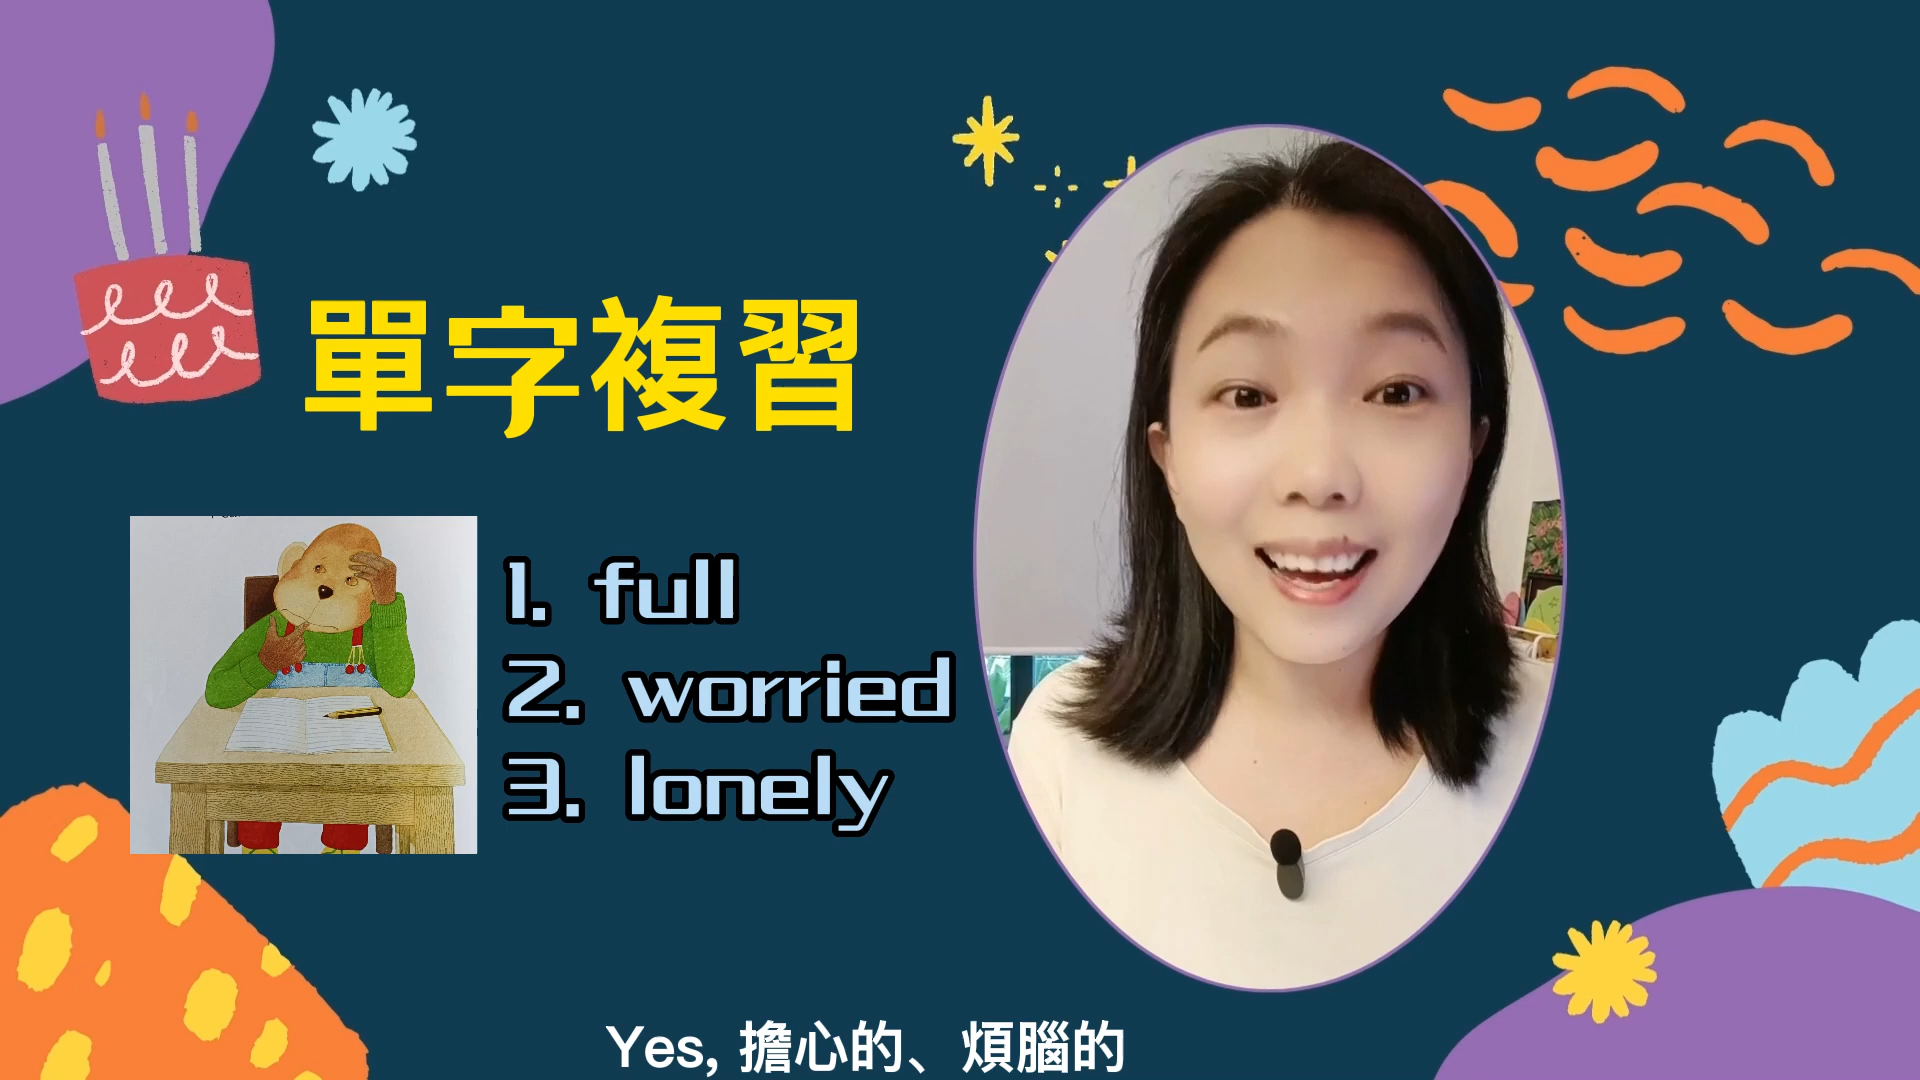 單字複習
1. full
2. worried
3. lonely
Yes, 擔心的、煩腦的